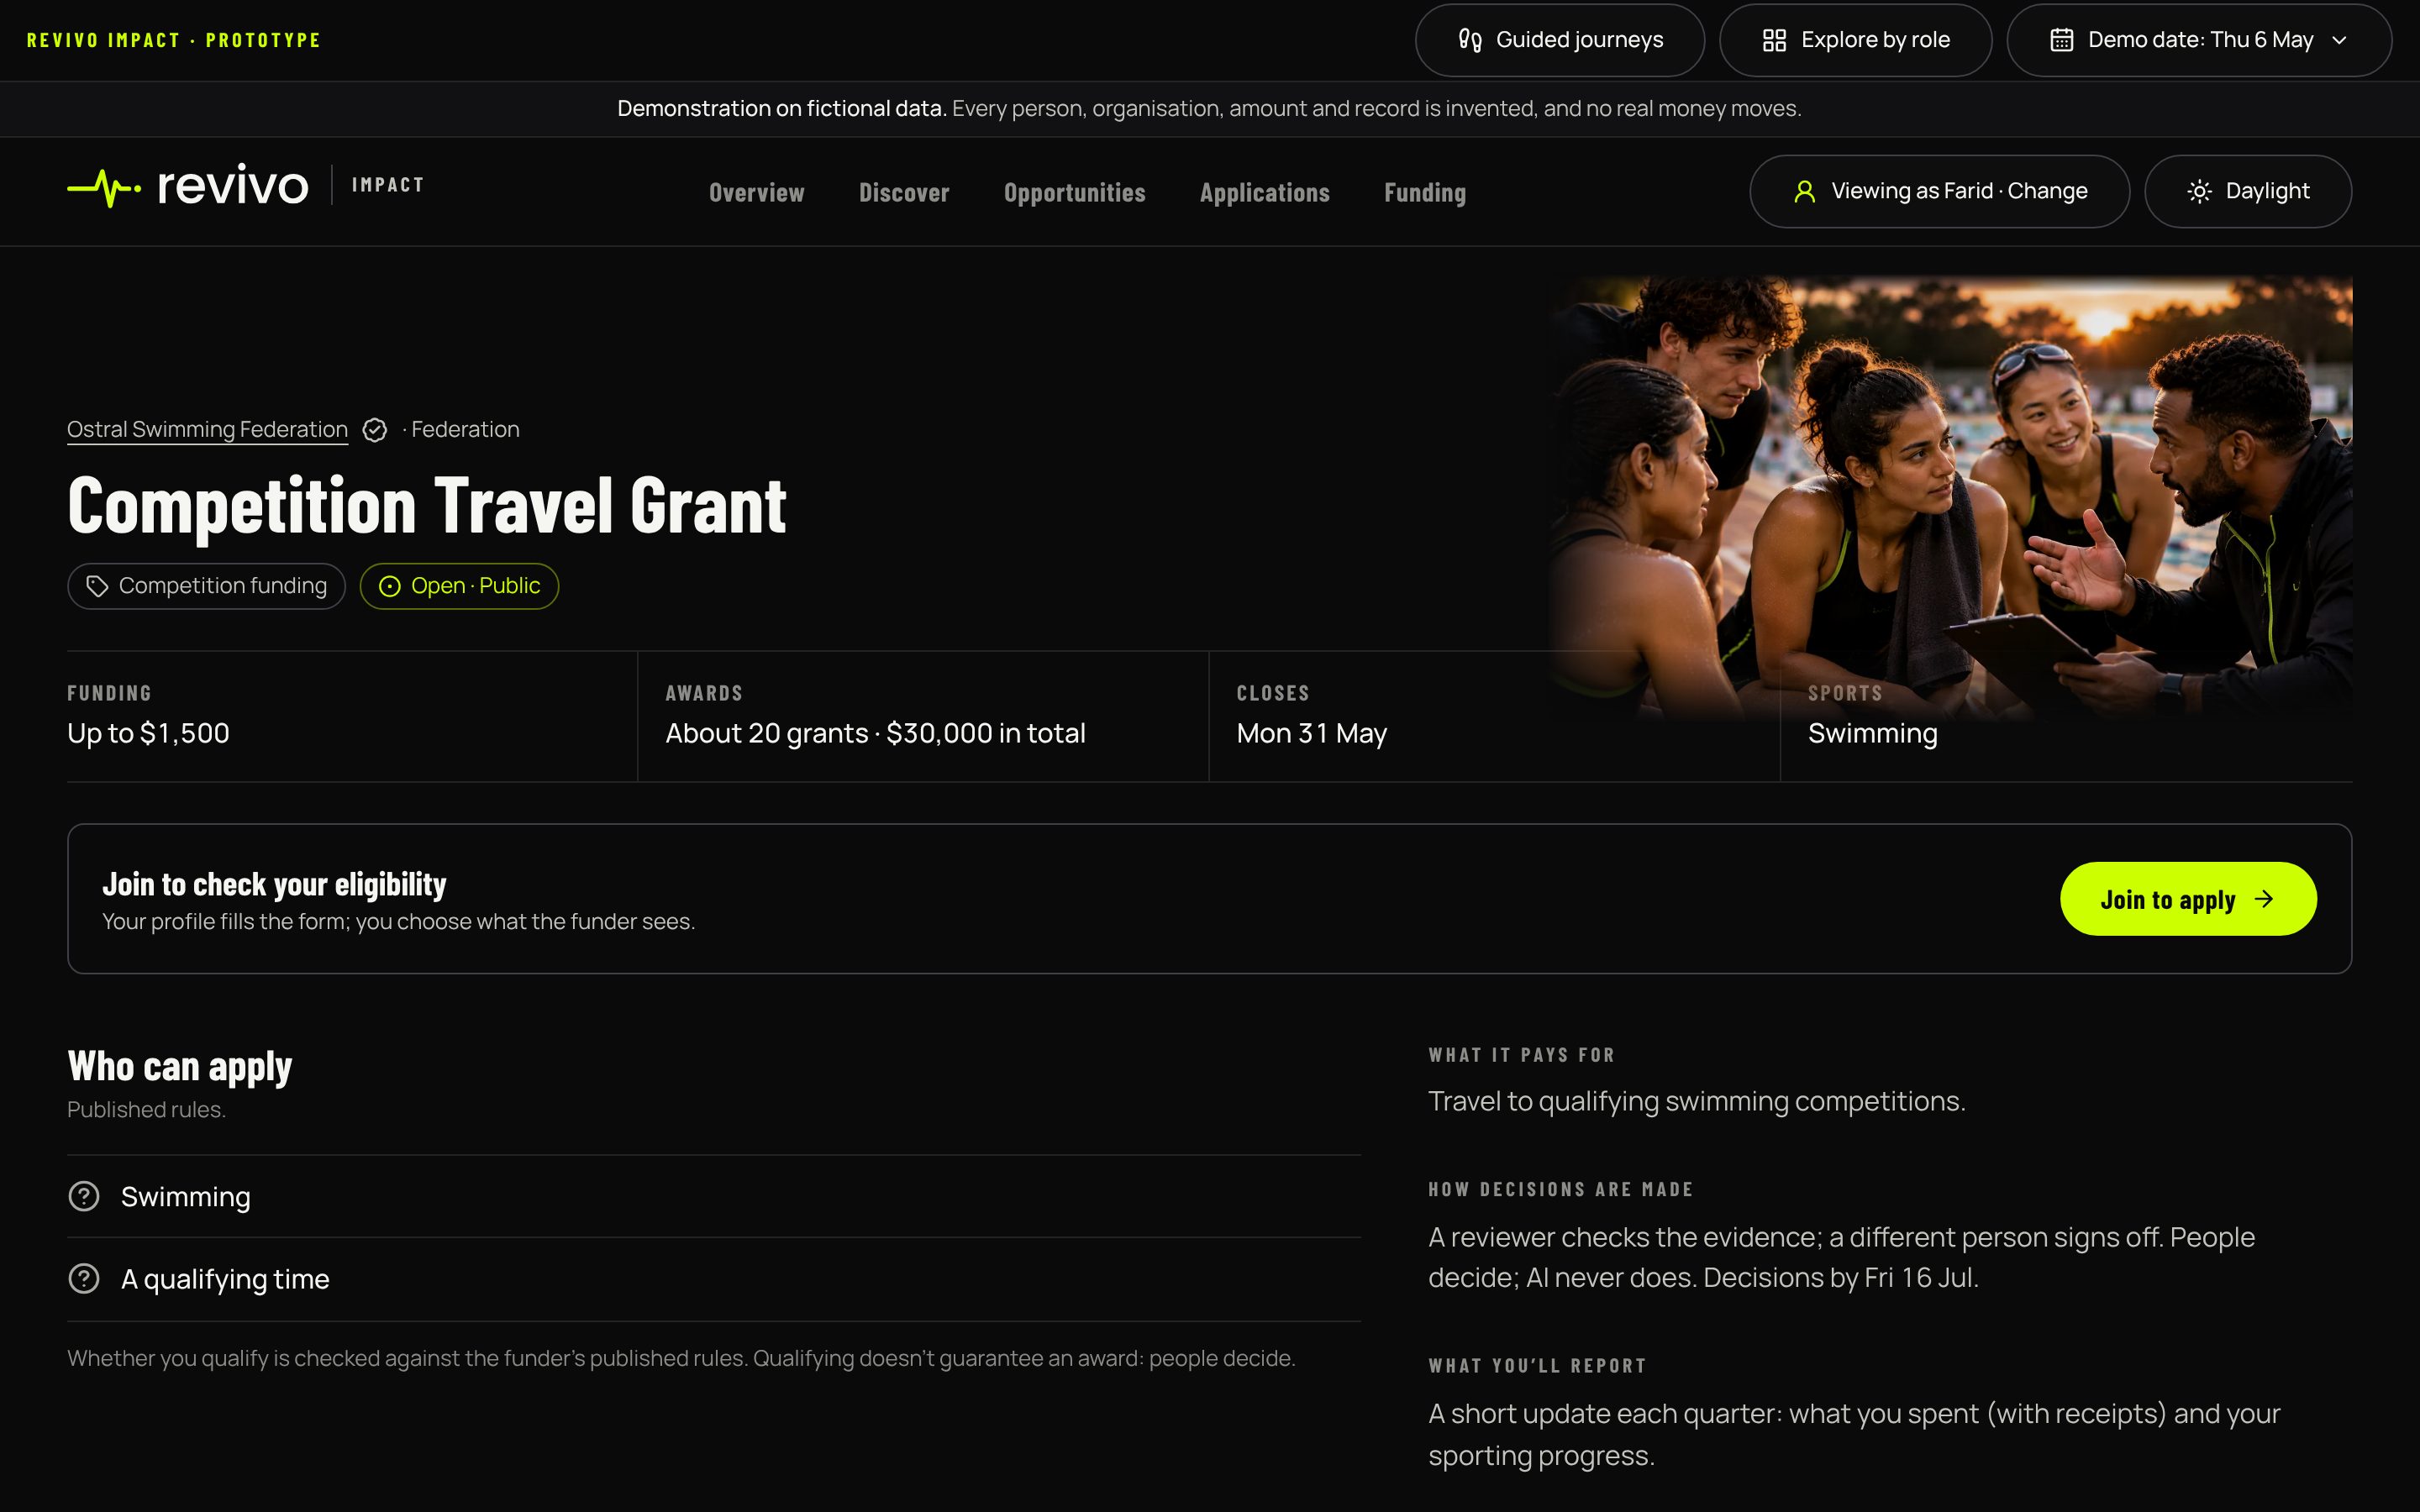 REVIVO IMPACT · PROTOTYPE
Guided journeys
Explore by role
Demo date: Thu 6 May
Demonstration on fictional data. Every person, organisation, amount and record is invented, and no real money moves.
revivo
IMPACT
Overview
Discover
Opportunities
Applications
Funding
Viewing as Farid · Change
Daylight
Ostral Swimming Federation · Federation
Competition Travel Grant
Competition funding
Open · Public
FUNDING
Up to $1,500
AWARDS
About 20 grants · $30,000 in total
CLOSES
Mon 31 May
SPORTS
Swimming
Join to check your eligibility
Your profile fills the form; you choose what the funder sees.
Join to apply
Who can apply
Published rules.
Swimming
A qualifying time
Whether you qualify is checked against the funder’s published rules. Qualifying doesn’t guarantee an award: people decide.
WHAT IT PAYS FOR
Travel to qualifying swimming competitions.
HOW DECISIONS ARE MADE
A reviewer checks the evidence; a different person signs off. People
decide; AI never does. Decisions by Fri 16 Jul.
WHAT YOU’LL REPORT
A short update each quarter: what you spent (with receipts) and your
sporting progress.